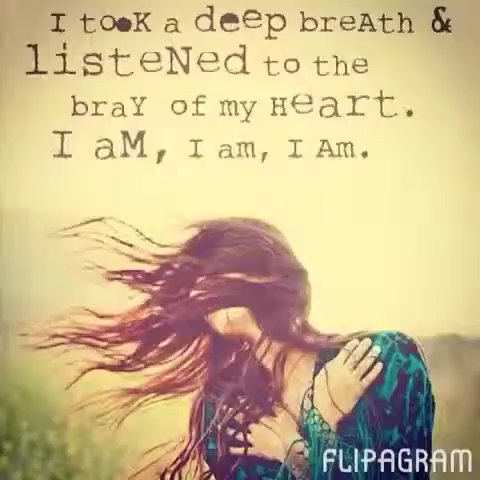 I tooK a deep breAth &
listeNed to the
braY of my Heart.
I aM, I am, I Am.
FLIPAGRAM